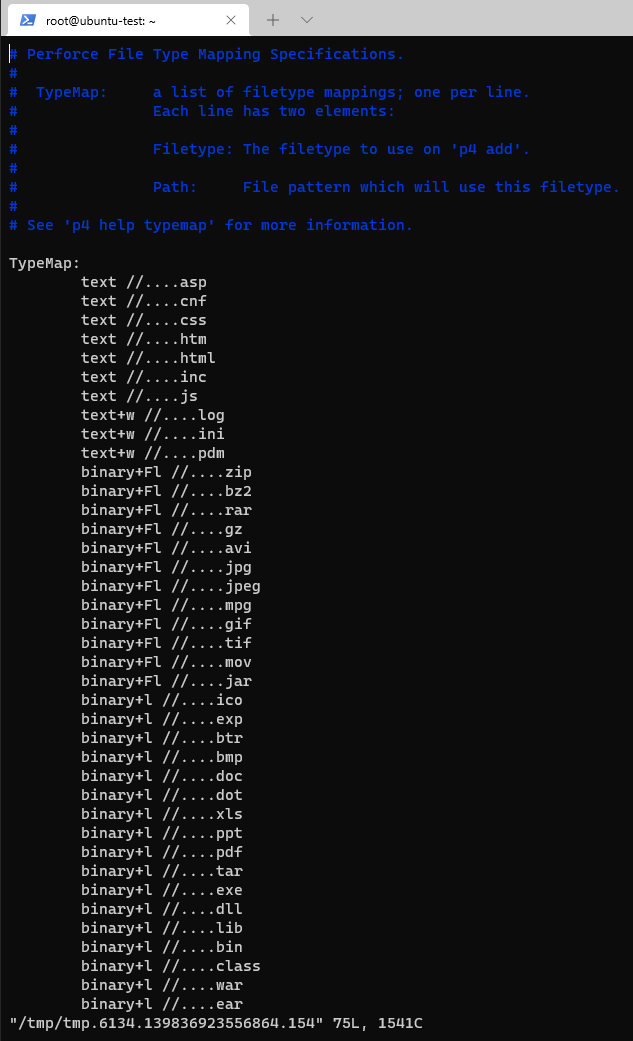 root@ubuntu-test: ~
# Perforce File Type Mapping Specifications.
#
#  TypeMap:     a list of filetype mappings; one per line.
#               Each line has two elements:
#
#               Filetype: The filetype to use on 'p4 add'.
#
#               Path:     File pattern which will use this filetype.
#
# See 'p4 help typemap' for more information.

TypeMap:
        text //....asp
        text //....cnf
        text //....css
        text //....htm
        text //....html
        text //....inc
        text //....js
        text+w //....log
        text+w //....ini
        text+w //....pdm
        binary+Fl //....zip
        binary+Fl //....bz2
        binary+Fl //....rar
        binary+Fl //....gz
        binary+Fl //....avi
        binary+Fl //....jpg
        binary+Fl //....jpeg
        binary+Fl //....mpg
        binary+Fl //....gif
        binary+Fl //....tif
        binary+Fl //....mov
        binary+Fl //....jar
        binary+l //....ico
        binary+l //....exp
        binary+l //....btr
        binary+l //....bmp
        binary+l //....doc
        binary+l //....dot
        binary+l //....xls
        binary+l //....ppt
        binary+l //....pdf
        binary+l //....tar
        binary+l //....exe
        binary+l //....dll
        binary+l //....lib
        binary+l //....bin
        binary+l //....class
        binary+l //....war
        binary+l //....ear
"/tmp/tmp.6134.139836923556864.154" 75L, 1541C